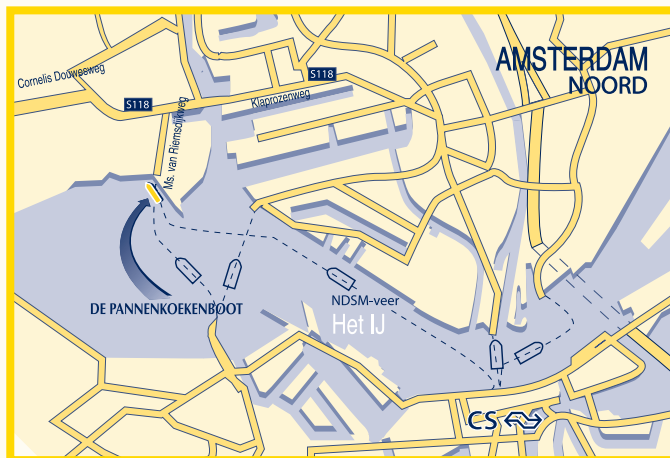 AMSTERDAM
NOORD
Cornelis Douwesweg
S118
S118
Klaprozenweg
Ms. van Riemsdijkweg
DE PANNENKOEKENBOOT
NDSM-veer
Het IJ
CS